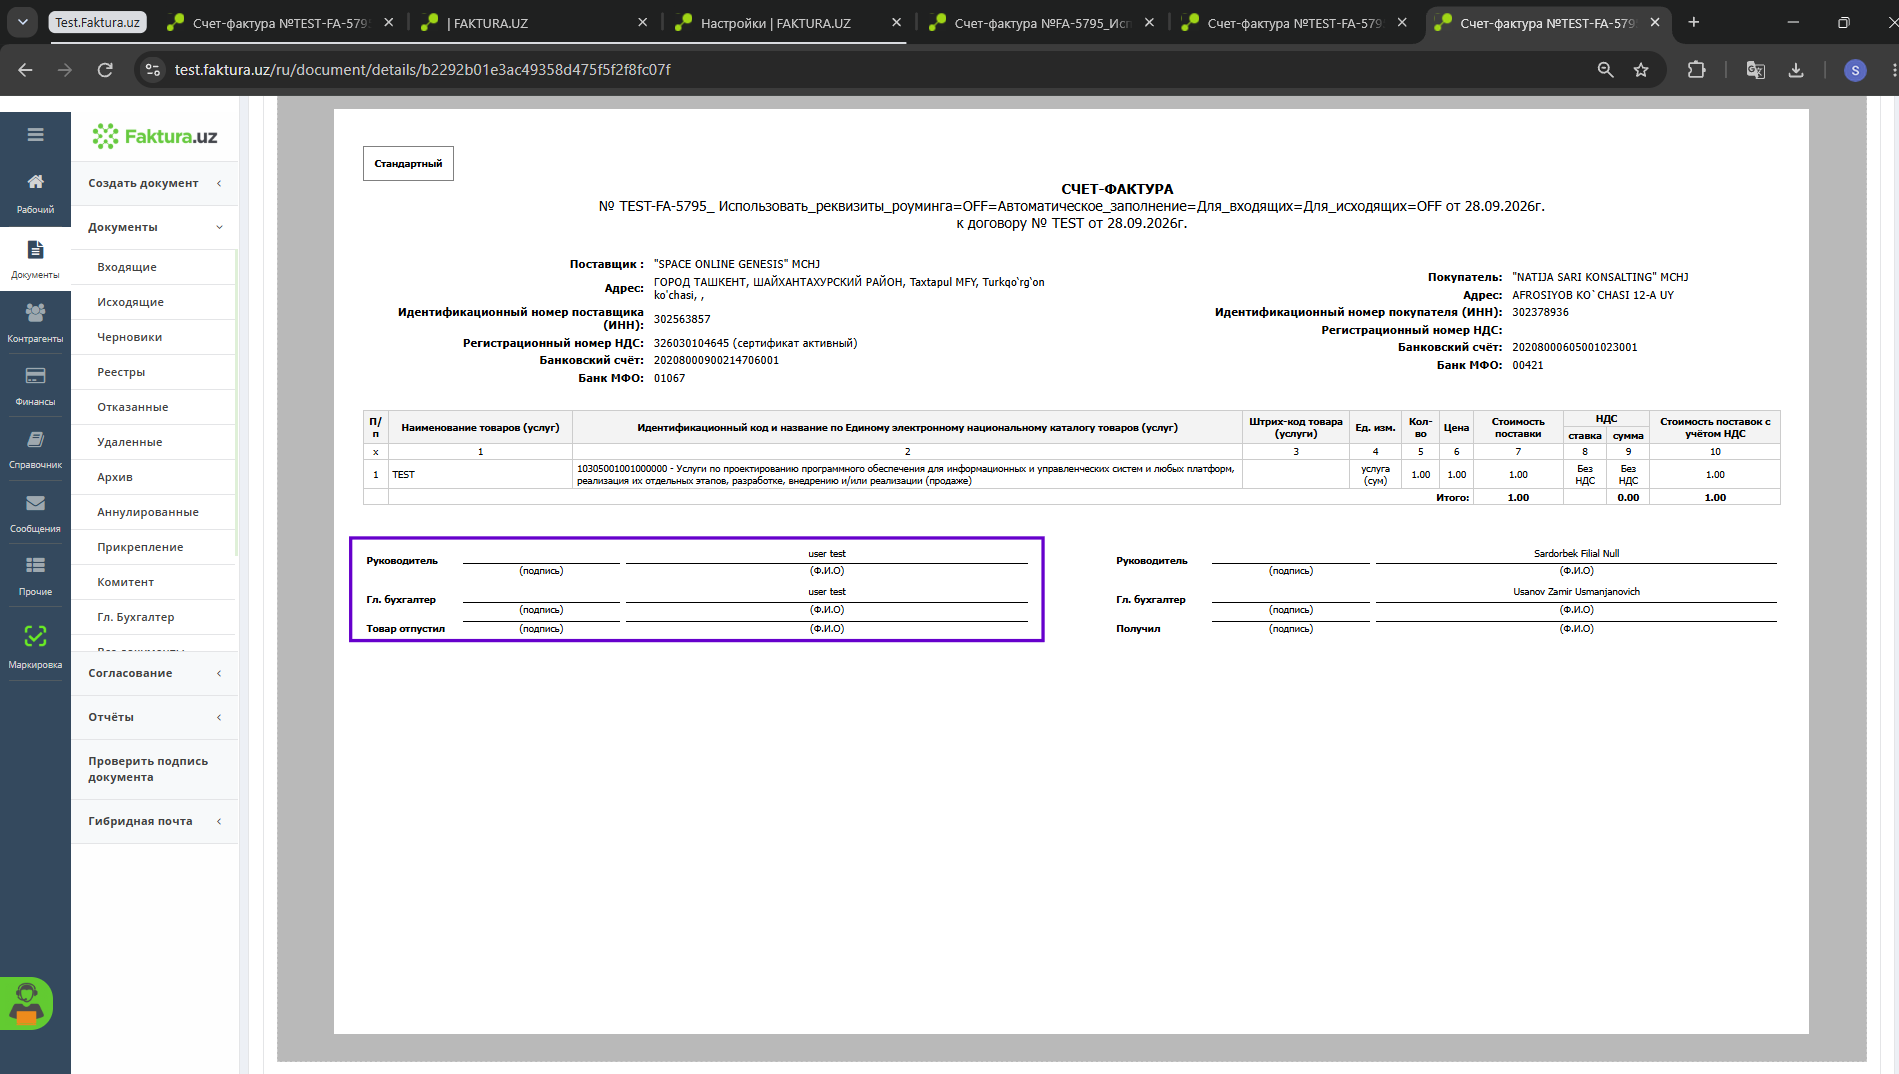 Test.Faktura.uz
Счет-фактура №TEST-FA-579
| FAKTURA.UZ
Настройки | FAKTURA.UZ
Счет-фактура №FA-5795_Исп
Счет-фактура №TEST-FA-579
Счет-фактура №TEST-FA-579
test.faktura.uz/ru/document/details/b2292b01e3ac49358d475f5f2f8fc07f
S
Рабочий
Документы
Контрагенты
Финансы
Справочник
Сообщения
Прочие
Маркировка
Faktura.uz
Создать документ
Документы
Входящие
Исходящие
Черновики
Реестры
Отказанные
Удаленные
Архив
Аннулированные
Прикрепление
Комитент
Гл. Бухгалтер
Согласование
Отчёты
Проверить подпись
документа
Гибридная почта
Стандартный
СЧЕТ-ФАКТУРА
№ TEST-FA-5795_ Использовать_реквизиты_роуминга=OFF=Автоматическое_заполнение=Для_входящих=Для_исходящих=OFF от 28.09.2026г.
к договору № TEST от 28.09.2026г.
Поставщик : "SPACE ONLINE GENESIS" MCHJ
Адрес: ГОРОД ТАШКЕНТ, ШАЙХАНТАХУРСКИЙ РАЙОН, Taxtapul MFY, Turkqo`rg`on
ko'chasi, ,
Идентификационный номер поставщика
(ИНН): 302563857
Регистрационный номер НДС: 326030104645 (сертификат активный)
Банковский счёт: 20208000900214706001
Банк МФО: 01067
Покупатель: "NATIJA SARI KONSALTING" MCHJ
Адрес: AFROSIYOB KO`CHASI 12-A UY
Идентификационный номер покупателя (ИНН): 302378936
Регистрационный номер НДС:
Банковский счёт: 20208000605001023001
Банк МФО: 00421
П/п Наименование товаров (услуг) Идентификационный код и название по Единому электронному национальному каталогу товаров (услуг) Штрих-код товара (услуги) Ед. изм. Кол-во Цена Стоимость поставки НДС Стоимость поставок с учётом НДС
ставка сумма
x 1 2 3 4 5 6 7 8 9 10
1 TEST 10305001001000000 - Услуги по проектированию программного обеспечения для информационных и управленческих систем и любых платформ, реализация их отдельных этапов, разработке, внедрению и/или реализации (продаже) услуга (сум) 1.00 1.00 1.00 Без НДС Без НДС 1.00
Итого: 1.00 0.00 1.00
user test
Руководитель
(подпись) (Ф.И.О)
user test
Гл. бухгалтер
(подпись) (Ф.И.О)
Товар отпустил (подпись) (Ф.И.О)
Sardorbek Filial Null
Руководитель
(подпись) (Ф.И.О)
Usanov Zamir Usmanjanovich
Гл. бухгалтер
(подпись) (Ф.И.О)
Получил (подпись) (Ф.И.О)